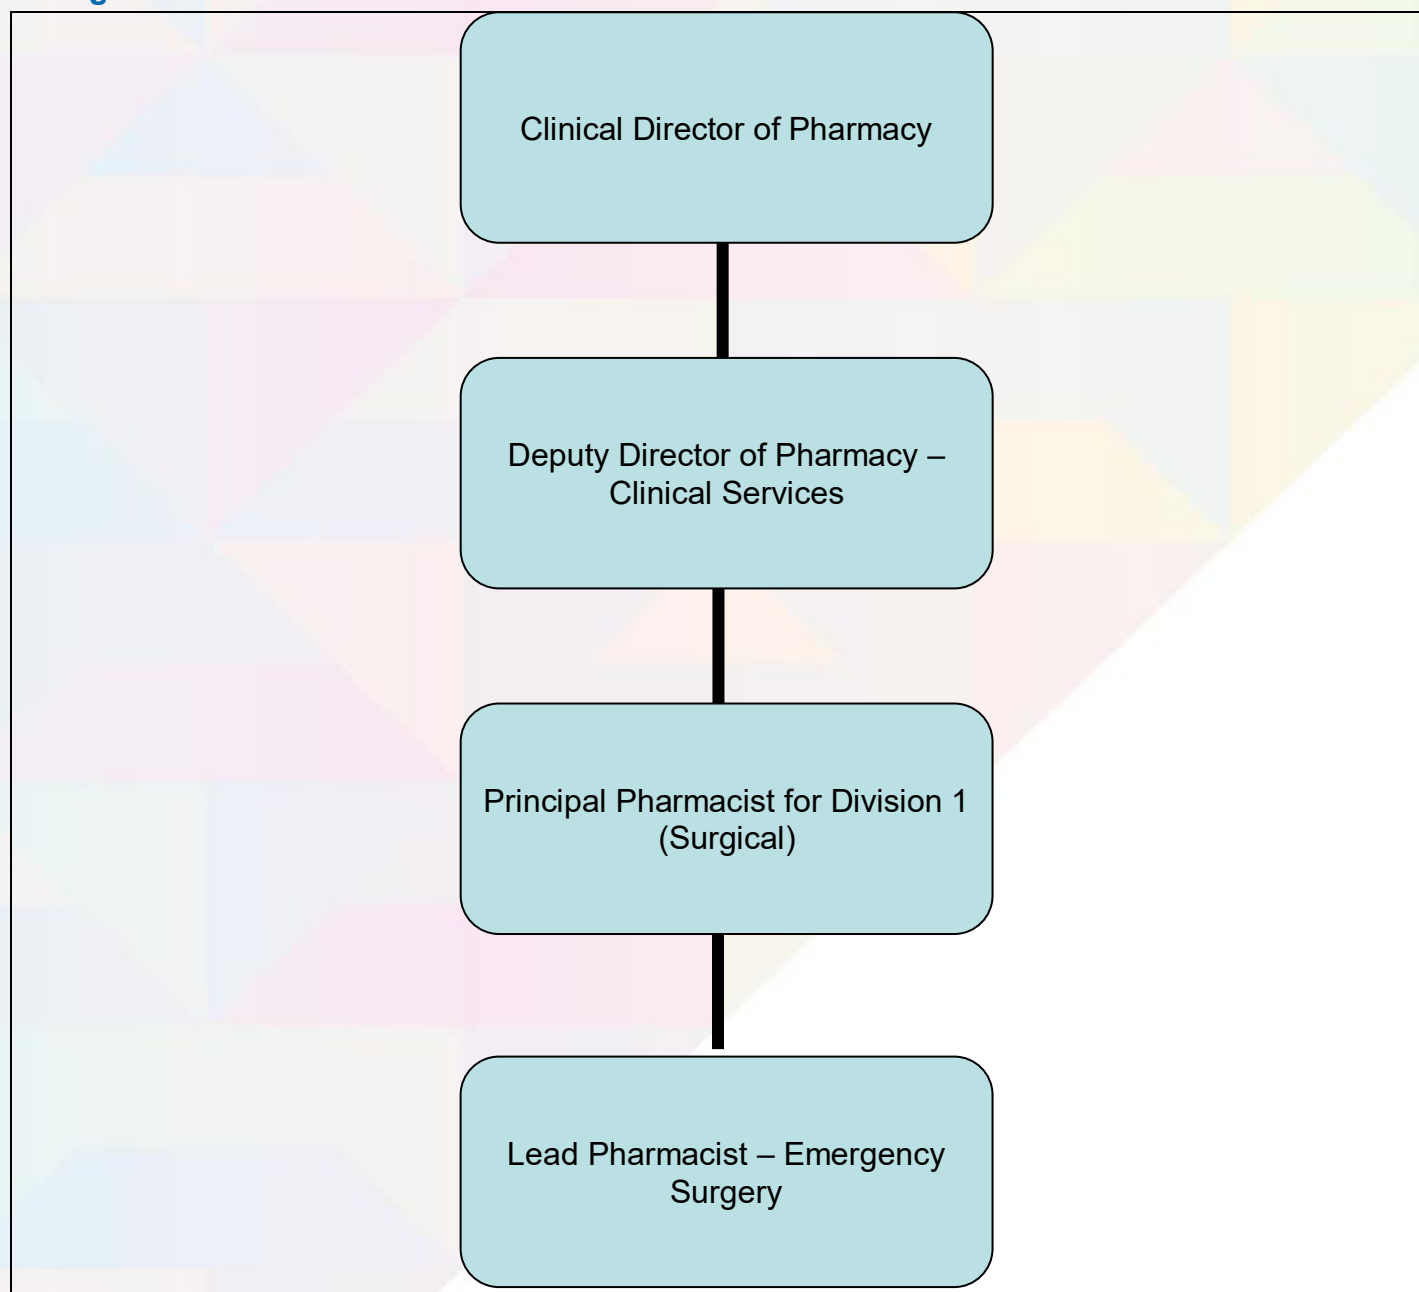 Clinical Director of Pharmacy
Deputy Director of Pharmacy –
Clinical Services
Principal Pharmacist for Division 1
(Surgical)
Lead Pharmacist – Emergency
Surgery